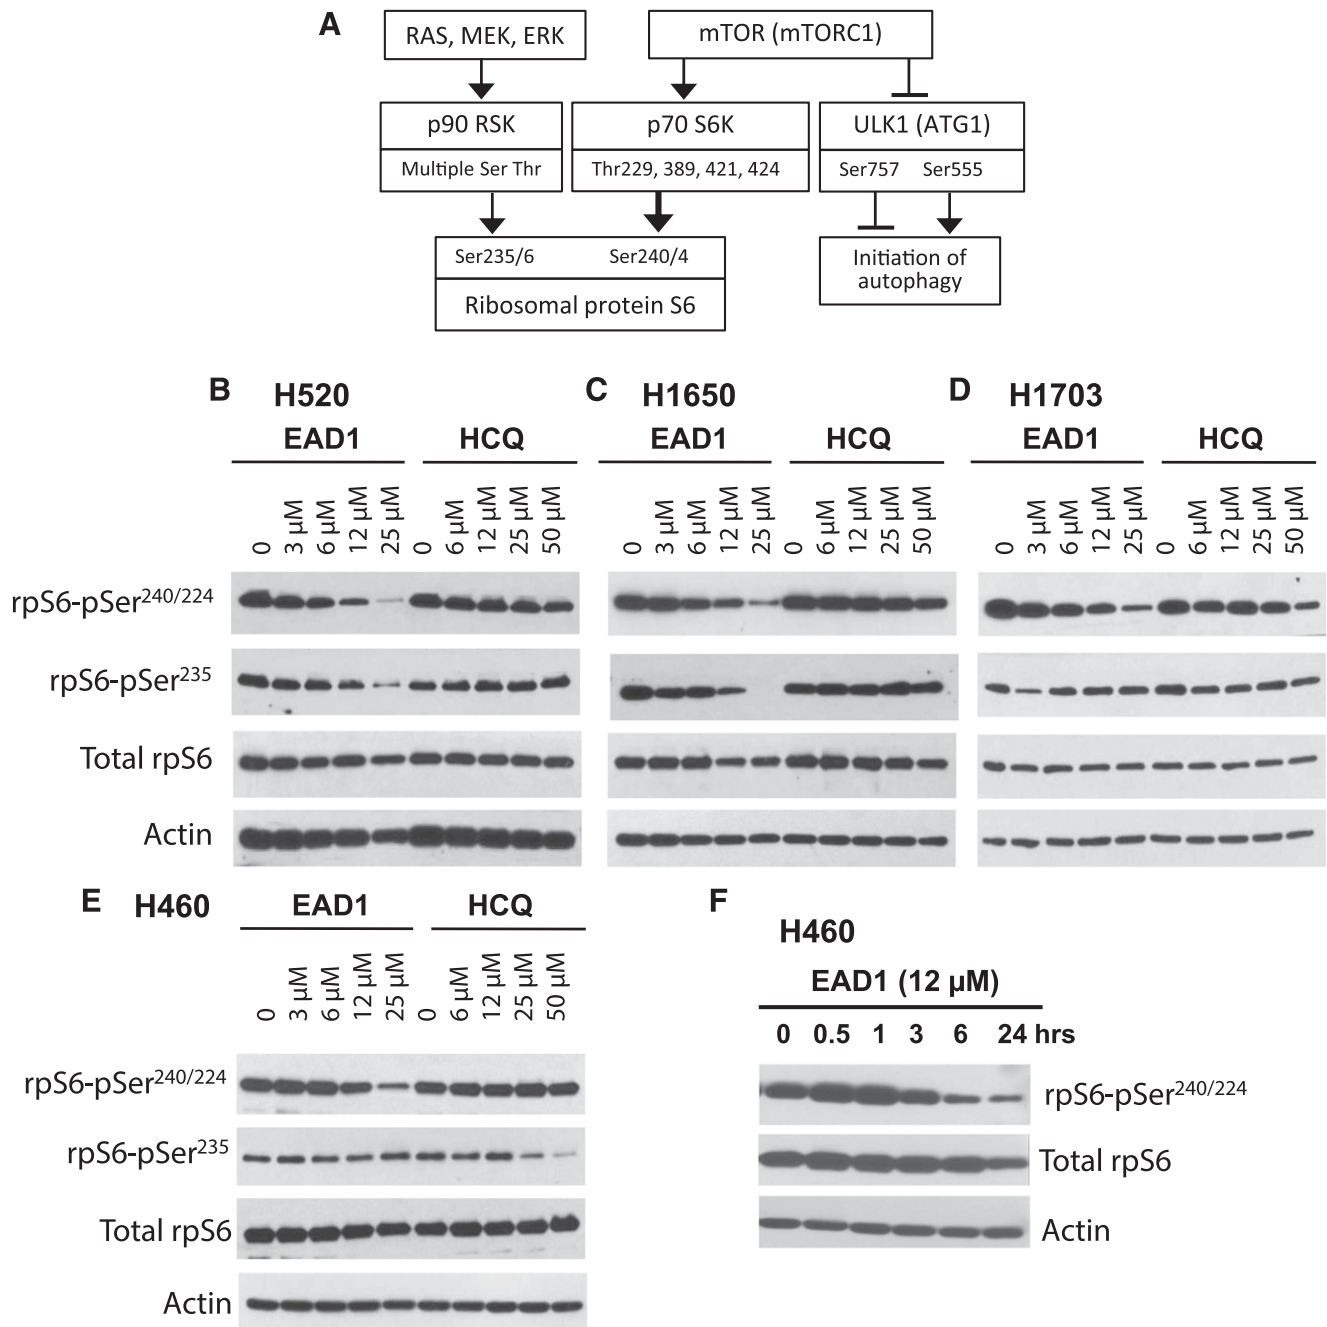 A
RAS, MEK, ERK
mTOR (mTORC1)
p90 RSK
p70 S6K
ULK1 (ATG1)
Multiple Ser Thr
Thr229, 389, 421, 424
Ser757 Ser555
Ser235/6 Ser240/4
Ribosomal protein S6
Initiation of
autophagy
B H520
EAD1 HCQ
0 3 µM 6 µM 12 µM 25 µM 0 6 µM 12 µM 25 µM 50 µM
C H1650
EAD1 HCQ
0 3 µM 6 µM 12 µM 25 µM 0 6 µM 12 µM 25 µM 50 µM
D H1703
EAD1 HCQ
0 3 µM 6 µM 12 µM 25 µM 0 6 µM 12 µM 25 µM 50 µM
rpS6-pSer240/224
rpS6-pSer235
Total rpS6
Actin
E H460
EAD1 HCQ
0 3 µM 6 µM 12 µM 25 µM 0 6 µM 12 µM 25 µM 50 µM
rpS6-pSer240/224
rpS6-pSer235
Total rpS6
Actin
F
H460
EAD1 (12 µM)
0 0.5 1 3 6 24 hrs
rpS6-pSer240/224
Total rpS6
Actin